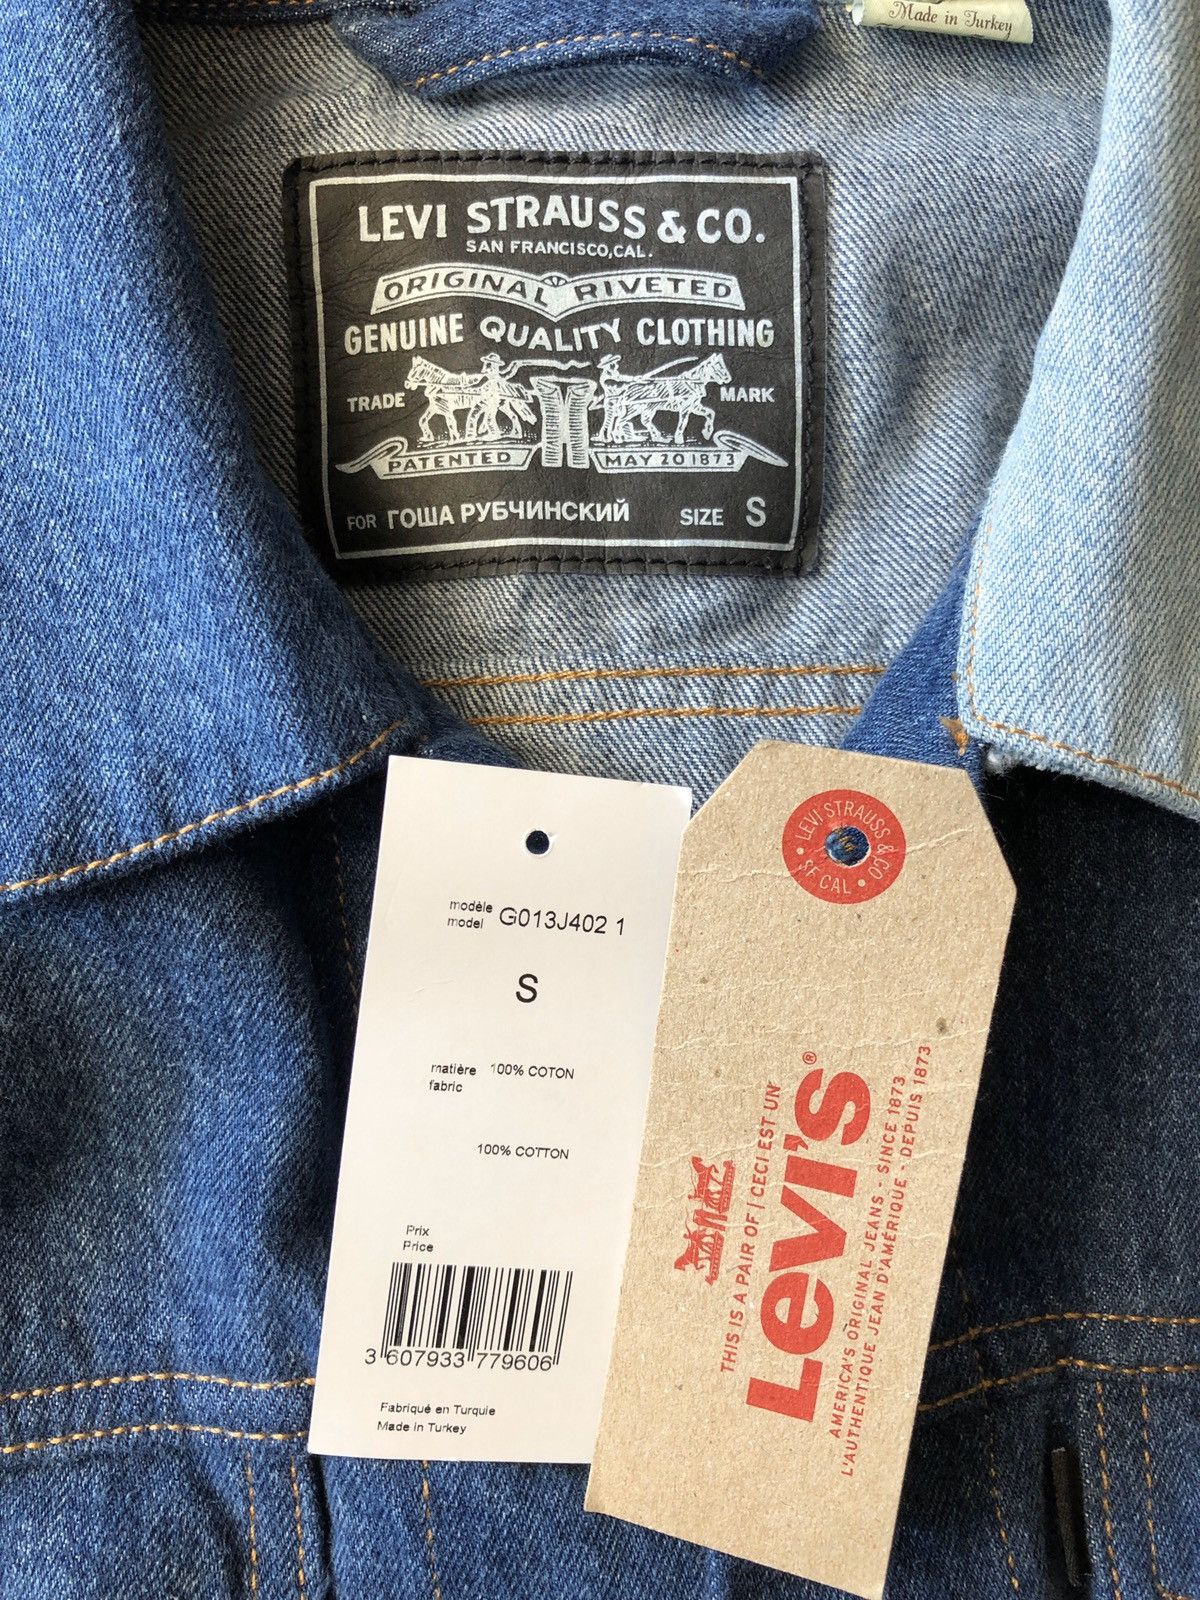 Made in Turkey
LEVI STRAUSS & CO.
SAN FRANCISCO, CAL.
ORIGINAL RIVETED
GENUINE QUALITY CLOTHING
TRADE MARK
PATENTED MAY 20 1873
FOR ГОША РУБЧИНСКИЙ SIZE S
modèle
model G013J402 1
S
matière 100% COTON
fabric
100% COTTON
Prix
Price
3 607933 779606
Fabriqué en Turquie
Made in Turkey
LEVI STRAUSS & CO
• SF CAL •
THIS IS A PAIR OF | CECI EST UN
Levi's®
AMERICA'S ORIGINAL JEANS - SINCE 1873
L'AUTHENTIQUE JEAN D'AMÉRIQUE - DEPUIS 1873